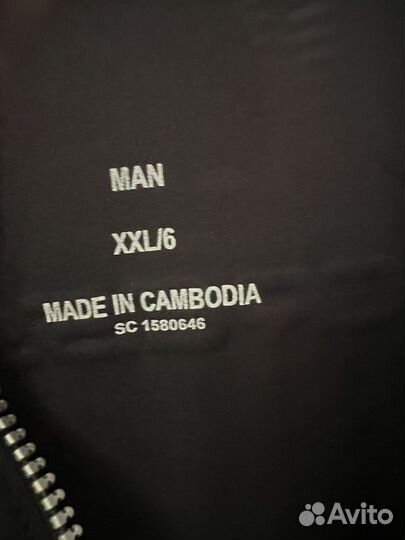 MAN
XXL/6
MADE IN CAMBODIA
SC 1580646
Avito